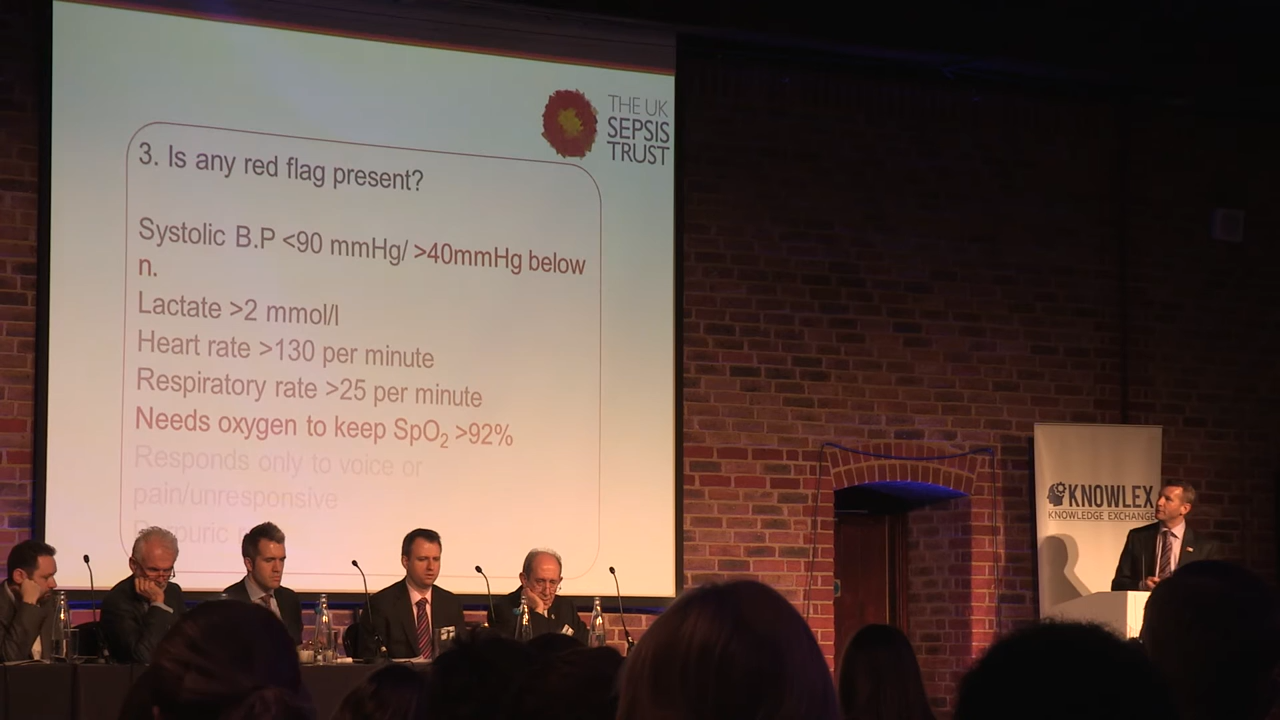 THE UK
SEPSIS
TRUST
3. Is any red flag present?
Systolic B.P <90 mmHg/ >40mmHg below
n.
Lactate >2 mmol/l
Heart rate >130 per minute
Respiratory rate >25 per minute
Needs oxygen to keep SpO₂ >92%
Responds only to voice or
pain/unresponsive
KNOWLEX
KNOWLEDGE EXCHANGE